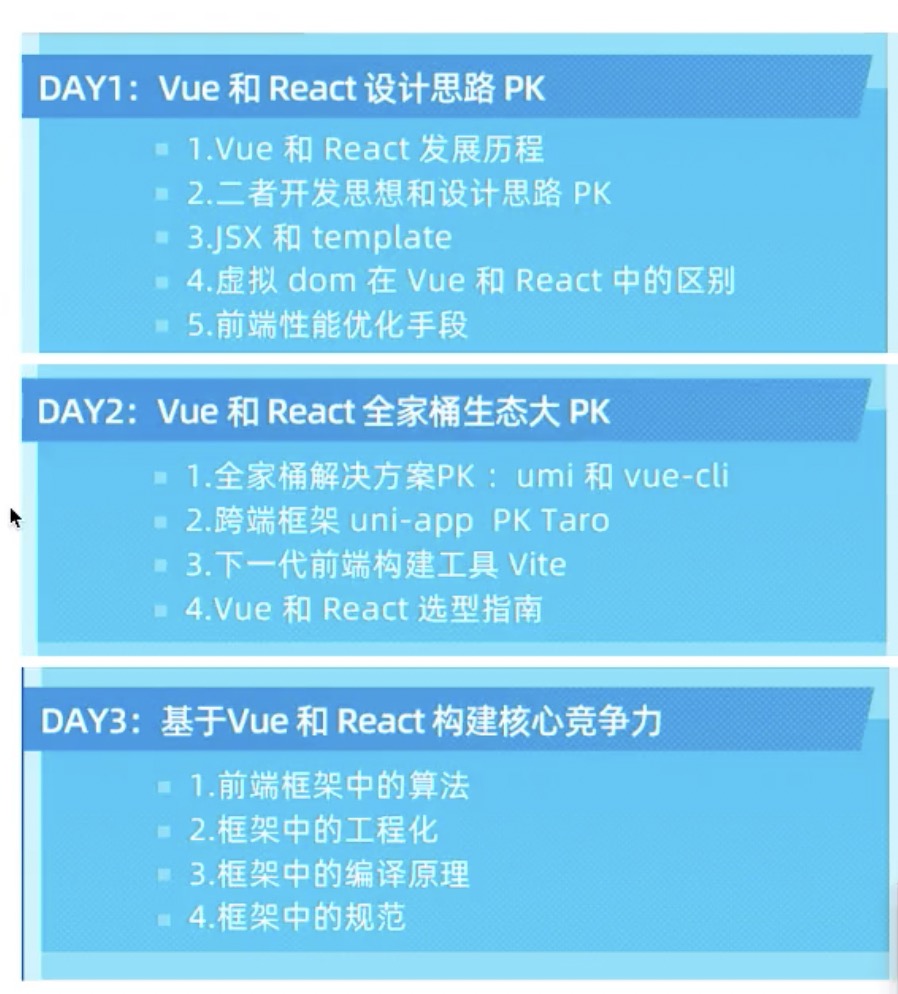 DAY1：Vue 和 React 设计思路 PK
1.Vue 和 React 发展历程
2.二者开发思想和设计思路 PK
3.JSX 和 template
4.虚拟 dom 在 Vue 和 React 中的区别
5.前端性能优化手段
DAY2：Vue 和 React 全家桶生态大 PK
1.全家桶解决方案PK ：umi 和 vue-cli
2.跨端框架 uni-app  PK Taro
3.下一代前端构建工具 Vite
4.Vue 和 React 选型指南
DAY3：基于Vue 和 React 构建核心竞争力
1.前端框架中的算法
2.框架中的工程化
3.框架中的编译原理
4.框架中的规范